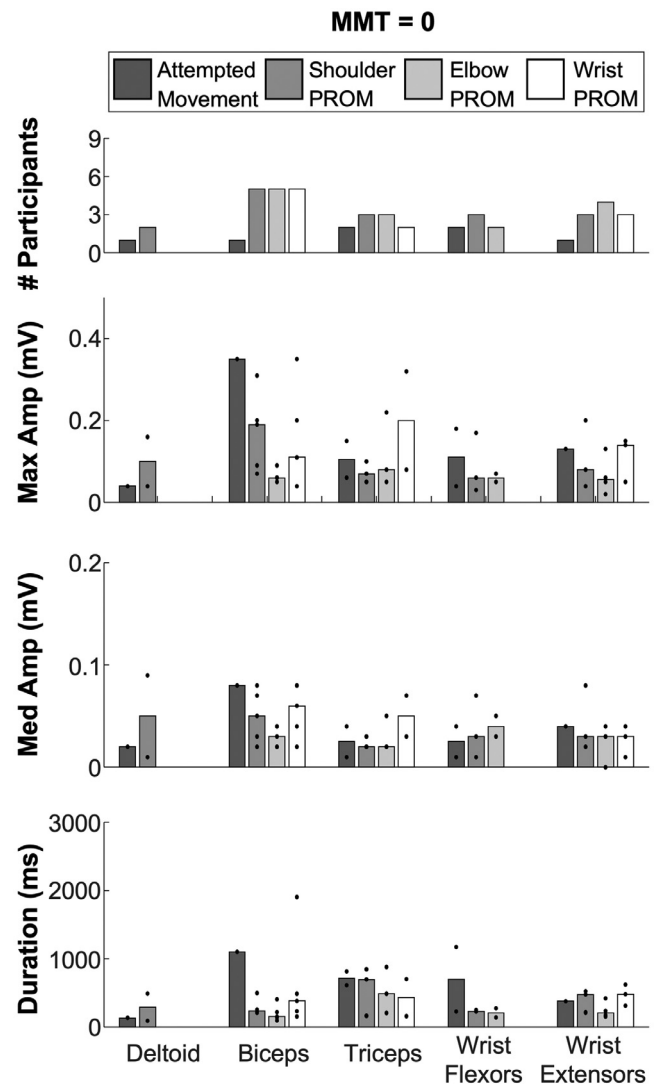 MMT = 0
Attempted Movement
Shoulder PROM
Elbow PROM
Wrist PROM
# Participants
9
6
3
0
Max Amp (mV)
0.4
0.2
0
Med Amp (mV)
0.2
0.1
0
Duration (ms)
3000
2000
1000
0
Deltoid
Biceps
Triceps
Wrist Flexors
Wrist Extensors